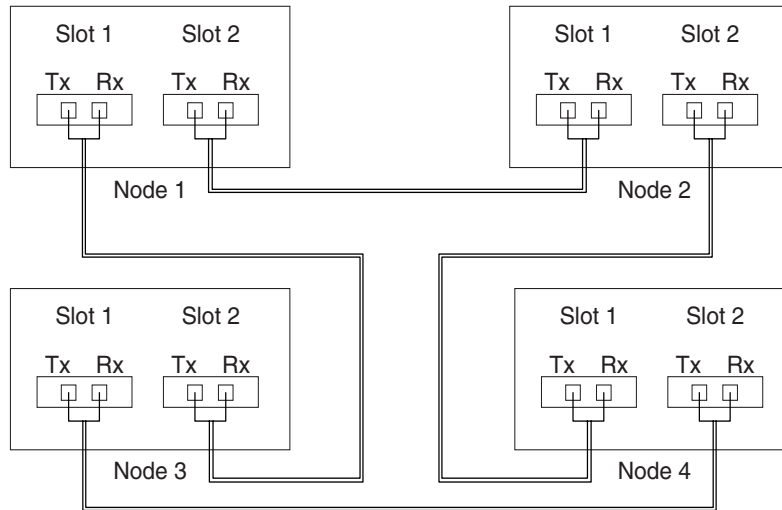 Slot 1 Slot 2
Tx Rx Tx Rx
Node 1
Slot 1 Slot 2
Tx Rx Tx Rx
Node 2
Slot 1 Slot 2
Tx Rx Tx Rx
Node 3
Slot 1 Slot 2
Tx Rx Tx Rx
Node 4